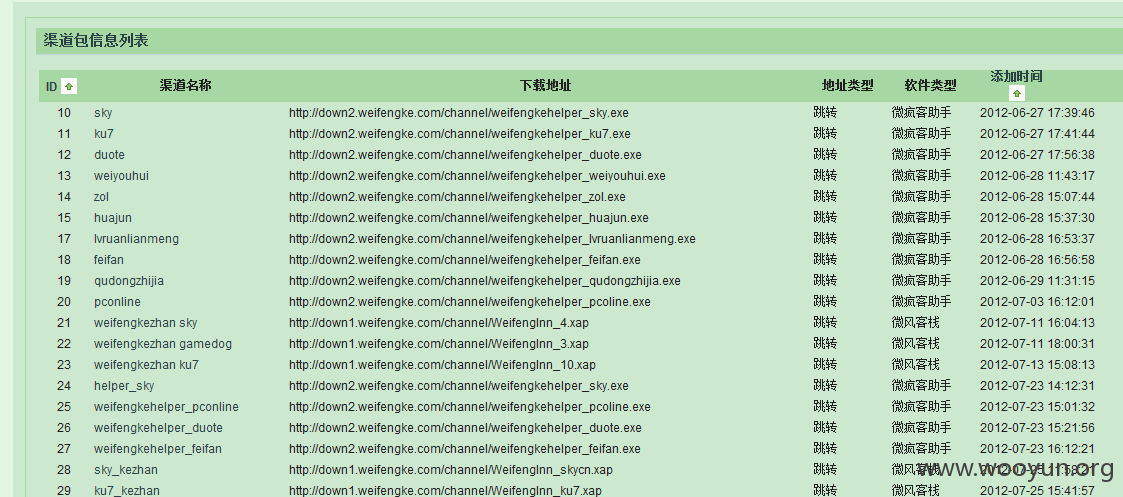 渠道包信息列表
ID 渠道名称 下载地址 地址类型 软件类型 添加时间
10 sky http://down2.weifengke.com/channel/weifengkehelper_sky.exe 跳转 微疯客助手 2012-06-27 17:39:46
11 ku7 http://down2.weifengke.com/channel/weifengkehelper_ku7.exe 跳转 微疯客助手 2012-06-27 17:41:44
12 duote http://down2.weifengke.com/channel/weifengkehelper_duote.exe 跳转 微疯客助手 2012-06-27 17:56:38
13 weiyouhui http://down2.weifengke.com/channel/weifengkehelper_weiyouhui.exe 跳转 微疯客助手 2012-06-28 11:43:17
14 zol http://down2.weifengke.com/channel/weifengkehelper_zol.exe 跳转 微疯客助手 2012-06-28 15:07:44
15 huajun http://down2.weifengke.com/channel/weifengkehelper_huajun.exe 跳转 微疯客助手 2012-06-28 15:37:30
17 lvruanlianmeng http://down2.weifengke.com/channel/weifengkehelper_lvruanlianmeng.exe 跳转 微疯客助手 2012-06-28 16:53:37
18 feifan http://down2.weifengke.com/channel/weifengkehelper_feifan.exe 跳转 微疯客助手 2012-06-28 16:56:58
19 qudongzhijia http://down2.weifengke.com/channel/weifengkehelper_qudongzhijia.exe 跳转 微疯客助手 2012-06-29 11:31:15
20 pconline http://down2.weifengke.com/channel/weifengkehelper_pcoline.exe 跳转 微疯客助手 2012-07-03 16:12:01
21 weifengkezhan sky http://down1.weifengke.com/channel/WeifengInn_4.xap 跳转 微风客栈 2012-07-11 16:04:13
22 weifengkezhan gamedog http://down1.weifengke.com/channel/WeifengInn_3.xap 跳转 微风客栈 2012-07-11 18:00:31
23 weifengkezhan ku7 http://down1.weifengke.com/channel/WeifengInn_10.xap 跳转 微风客栈 2012-07-13 15:08:13
24 helper_sky http://down2.weifengke.com/channel/weifengkehelper_sky.exe 跳转 微疯客助手 2012-07-23 14:12:31
25 weifengkehelper_pconline http://down2.weifengke.com/channel/weifengkehelper_pcoline.exe 跳转 微疯客助手 2012-07-23 15:01:32
26 weifengkehelper_duote http://down2.weifengke.com/channel/weifengkehelper_duote.exe 跳转 微疯客助手 2012-07-23 15:21:56
27 weifengkehelper_feifan http://down2.weifengke.com/channel/weifengkehelper_feifan.exe 跳转 微疯客助手 2012-07-23 16:12:21
28 sky_kezhan http://down1.weifengke.com/channel/WeifengInn_skycn.xap 跳转 微风客栈 2012-07-25
www.wooyun.org
29 ku7_kezhan http://down1.weifengke.com/channel/WeifengInn_ku7.xap 跳转 微风客栈 2012-07-25 15:41:57